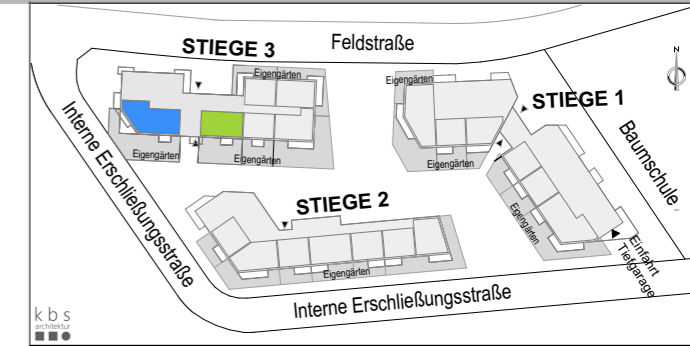 Feldstraße
STIEGE 3
N
Eigengärten
Eigengärten
STIEGE 1
Interne Erschließungsstraße
Baumschule
Eigengärten
Eigengärten
Eigengärten
STIEGE 2
Eigengärten
Eigengärten
Einfahrt
Tiefgarage
Interne Erschließungsstraße
kbs
architektur